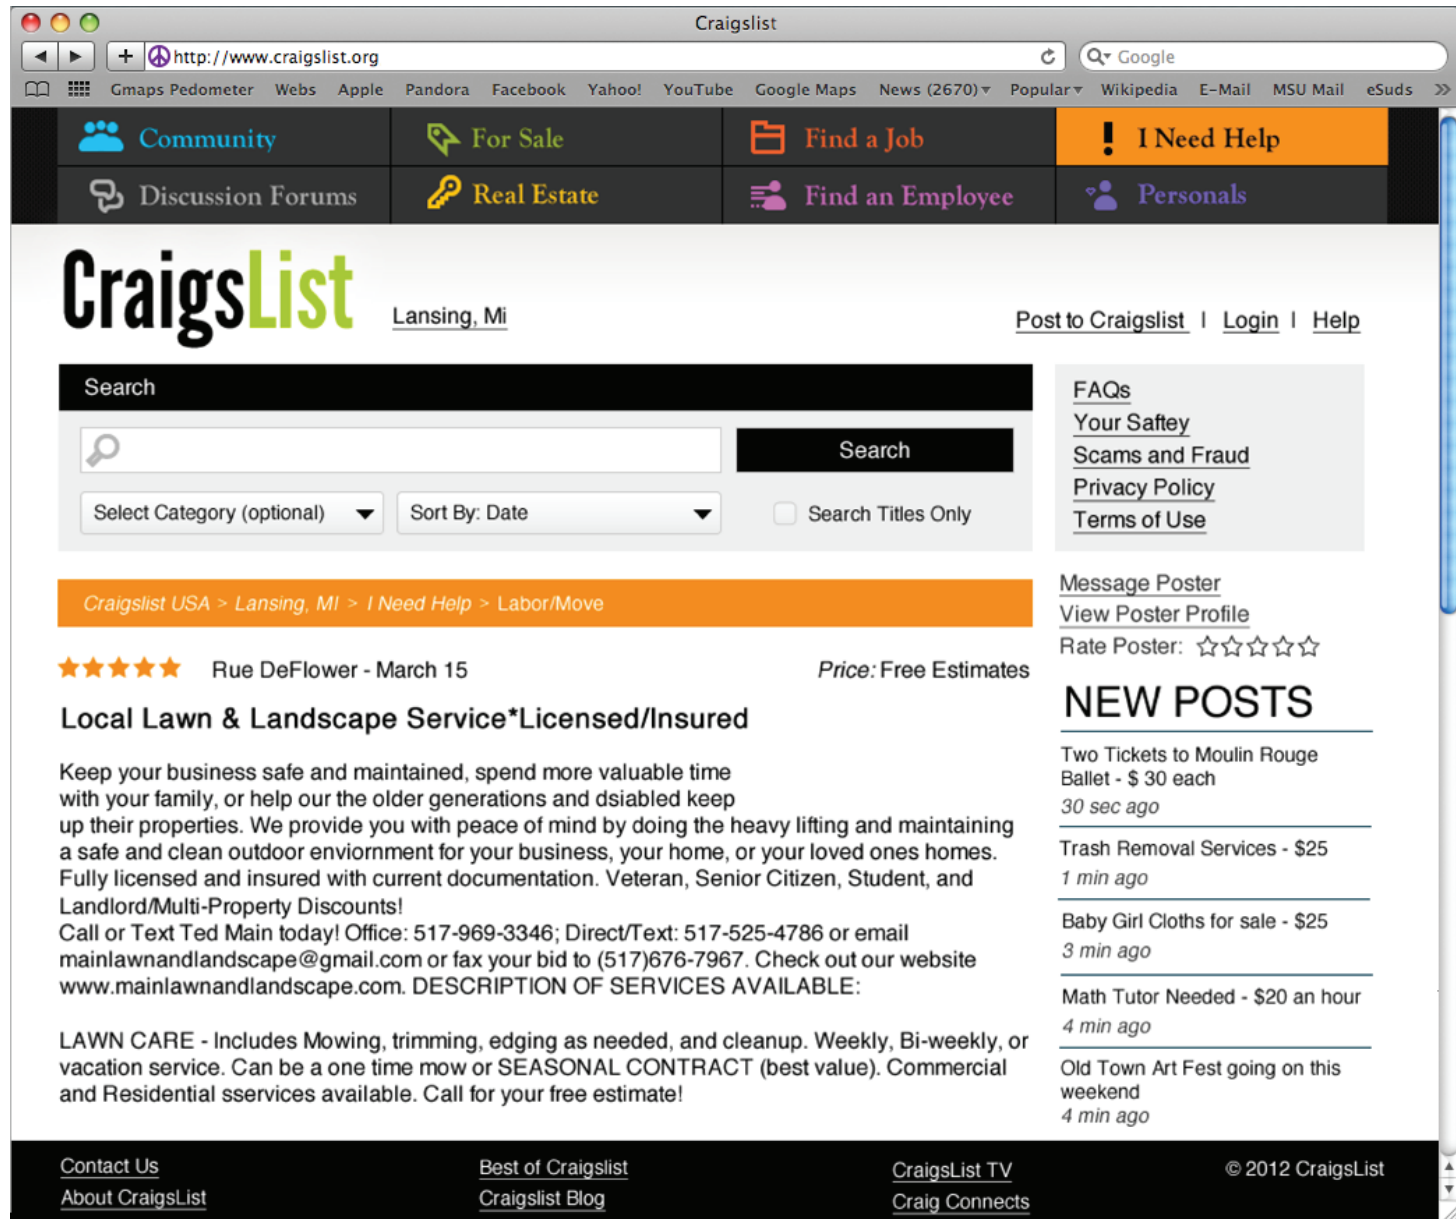 Craigslist
http://www.craigslist.org
Google
Gmaps Pedometer Webs Apple Pandora Facebook Yahoo! YouTube Google Maps News (2670) Popular Wikipedia E-Mail MSU Mail eSuds
Community For Sale Find a Job I Need Help
Discussion Forums Real Estate Find an Employee Personals
CraigsList
Lansing, Mi
Post to Craigslist | Login | Help
Search
Search
Select Category (optional) Sort By: Date Search Titles Only
FAQs
Your Saftey
Scams and Fraud
Privacy Policy
Terms of Use
Craigslist USA > Lansing, MI > I Need Help > Labor/Move
Rue DeFlower - March 15 Price: Free Estimates
Local Lawn & Landscape Service*Licensed/Insured
Keep your business safe and maintained, spend more valuable time
with your family, or help our the older generations and dsiabled keep
up their properties. We provide you with peace of mind by doing the heavy lifting and maintaining
a safe and clean outdoor enviornment for your business, your home, or your loved ones homes.
Fully licensed and insured with current documentation. Veteran, Senior Citizen, Student, and
Landlord/Multi-Property Discounts!
Call or Text Ted Main today! Office: 517-969-3346; Direct/Text: 517-525-4786 or email
mainlawnandlandscape@gmail.com or fax your bid to (517)676-7967. Check out our website
www.mainlawnandlandscape.com. DESCRIPTION OF SERVICES AVAILABLE:
LAWN CARE - Includes Mowing, trimming, edging as needed, and cleanup. Weekly, Bi-weekly, or
vacation service. Can be a one time mow or SEASONAL CONTRACT (best value). Commercial
and Residential sservices available. Call for your free estimate!
Message Poster
View Poster Profile
Rate Poster:
NEW POSTS
Two Tickets to Moulin Rouge
Ballet - $ 30 each
30 sec ago
Trash Removal Services - $25
1 min ago
Baby Girl Cloths for sale - $25
3 min ago
Math Tutor Needed - $20 an hour
4 min ago
Old Town Art Fest going on this
weekend
4 min ago
Contact Us Best of Craigslist CraigsList TV © 2012 CraigsList
About CraigsList Craigslist Blog Craig Connects